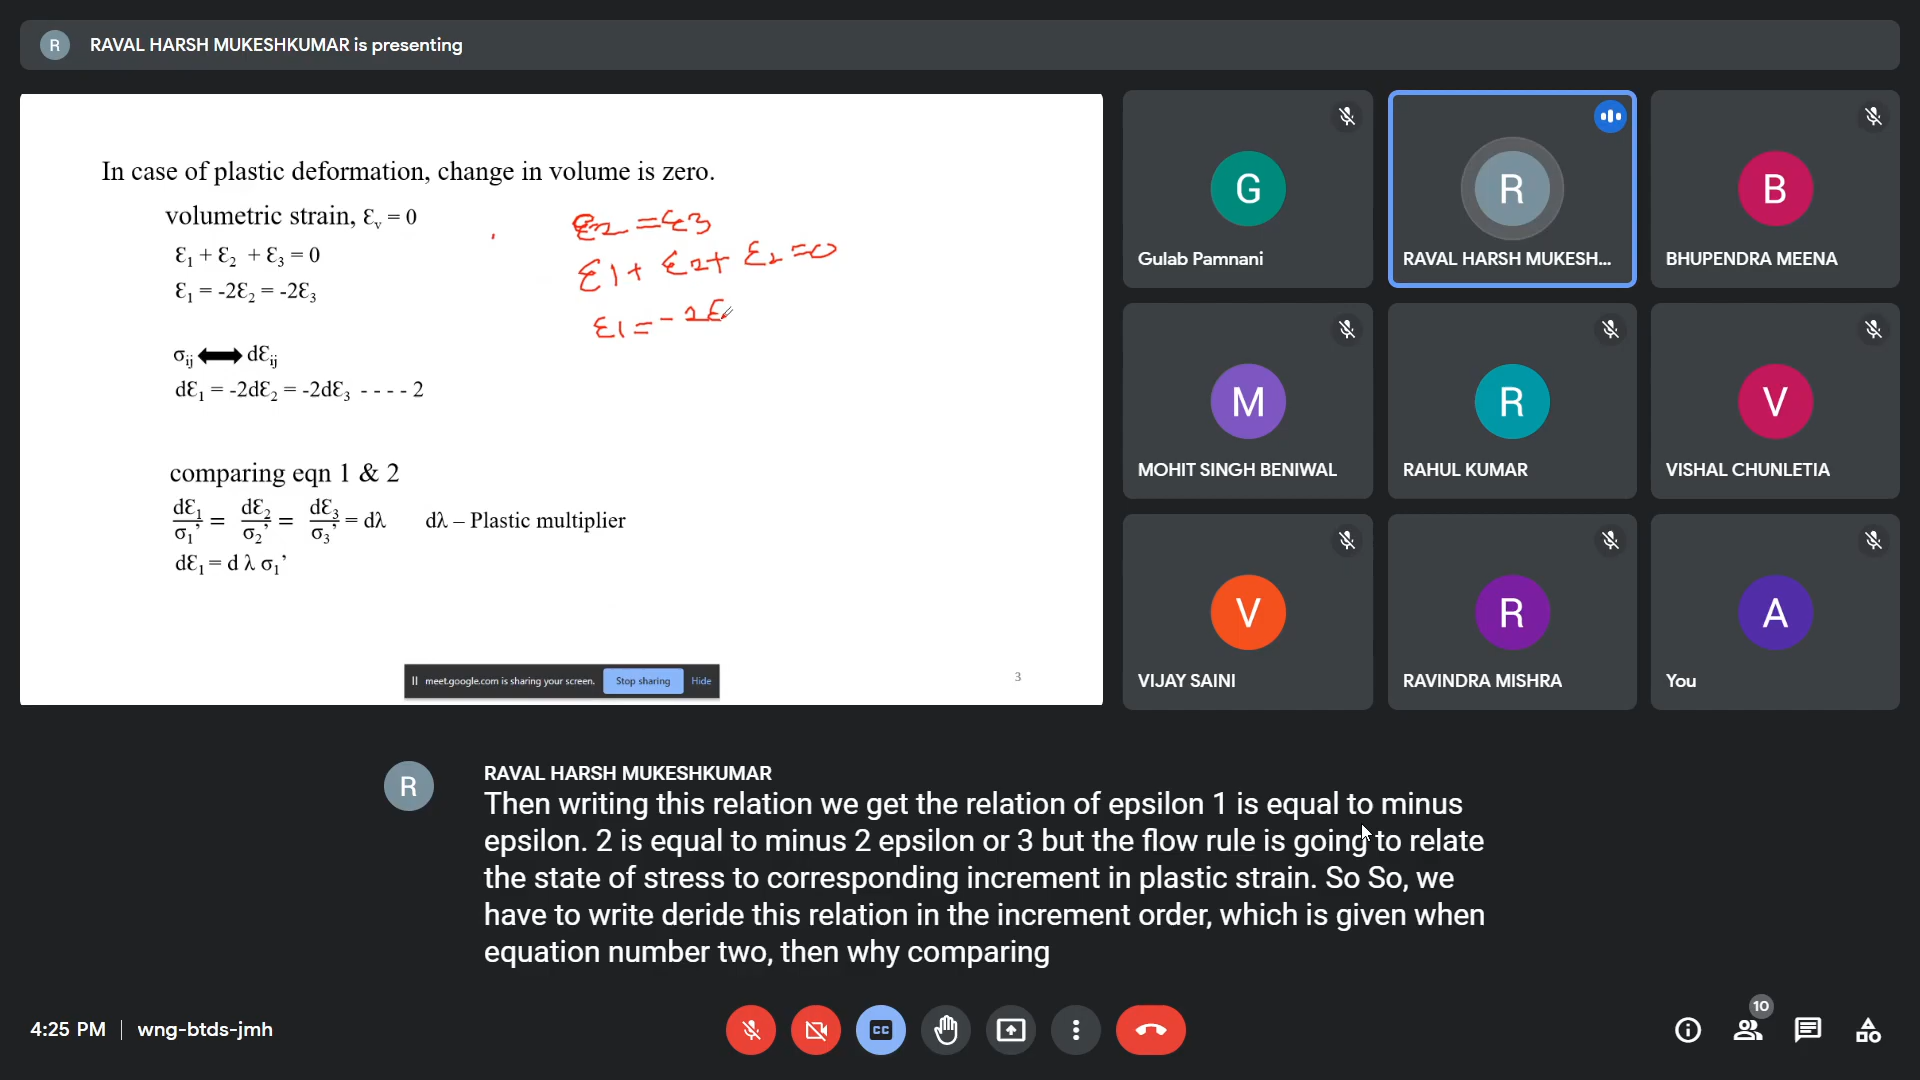 R RAVAL HARSH MUKESHKUMAR is presenting
In case of plastic deformation, change in volume is zero.
volumetric strain, Ɛv = 0
Ɛ1 + Ɛ2 + Ɛ3 = 0
Ɛ1 = -2Ɛ2 = -2Ɛ3
σij ⟷ dƐij
dƐ1 = -2dƐ2 = -2dƐ3 - - - - 2
comparing eqn 1 & 2
dƐ1/σ1’ = dƐ2/σ2’ = dƐ3/σ3’ = dλ dλ – Plastic multiplier
dƐ1 = d λ σ1’
Ɛ2 = Ɛ3
Ɛ1 + Ɛ2 + Ɛ2 = 0
Ɛ1 = - 2Ɛ
meet.google.com is sharing your screen. Stop sharing Hide
3
G
Gulab Pamnani
R
RAVAL HARSH MUKESH...
B
BHUPENDRA MEENA
M
MOHIT SINGH BENIWAL
R
RAHUL KUMAR
V
VISHAL CHUNLETIA
V
VIJAY SAINI
R
RAVINDRA MISHRA
A
You
R
RAVAL HARSH MUKESHKUMAR
Then writing this relation we get the relation of epsilon 1 is equal to minus
epsilon. 2 is equal to minus 2 epsilon or 3 but the flow rule is going to relate
the state of stress to corresponding increment in plastic strain. So So, we
have to write deride this relation in the increment order, which is given when
equation number two, then why comparing
4:25 PM | wng-btds-jmh
CC
10